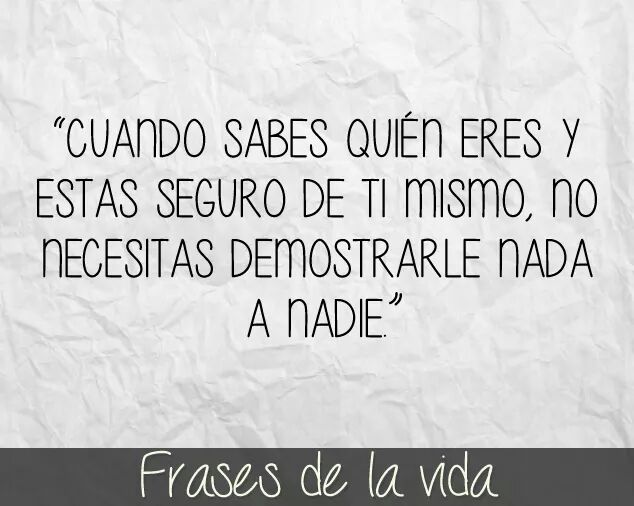 “CUANDO SABES QUIÉN ERES Y
ESTAS SEGURO DE TI MISMO, NO
NECESITAS DEMOSTRARLE NADA
A NADIE.”
Frases de la vida